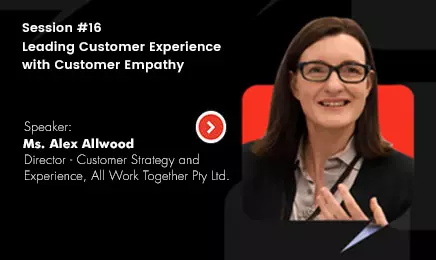 Session #16
Leading Customer Experience
with Customer Empathy
Speaker:
Ms. Alex Allwood
Director - Customer Strategy and
Experience, All Work Together Pty Ltd.